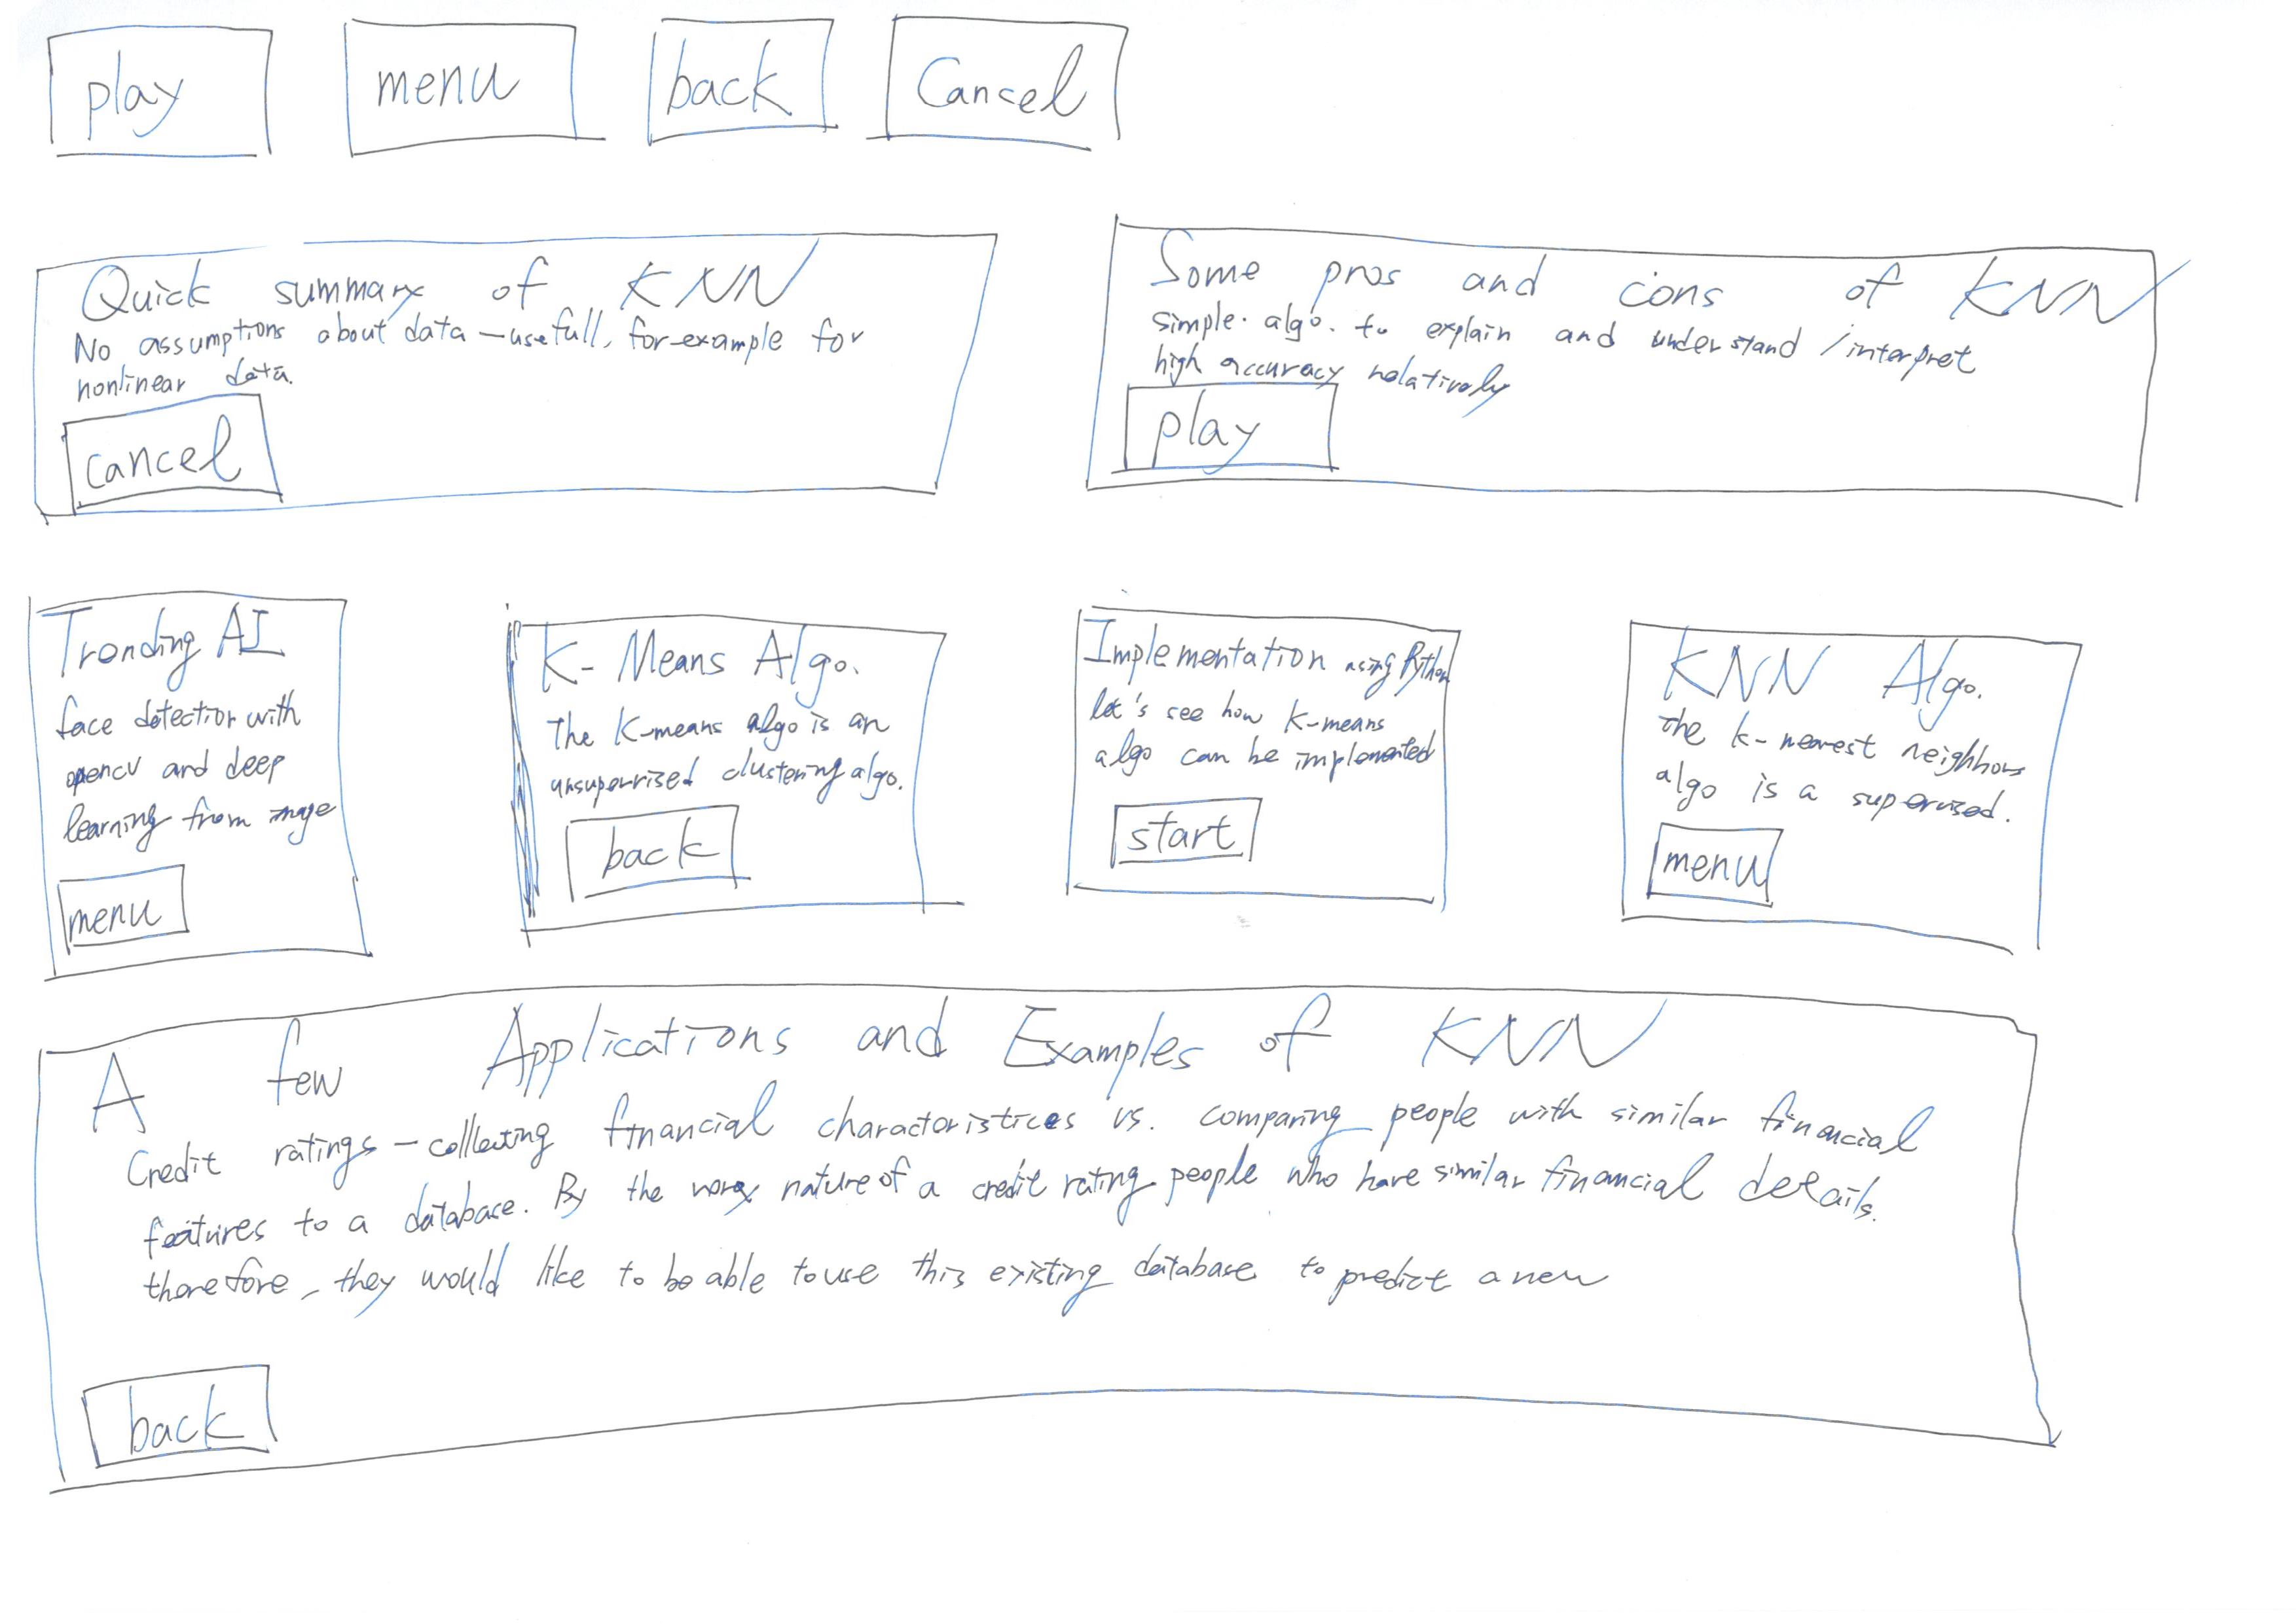 play
menu
back
Cancel
Quick summary of KNN
No assumptions about data - usefull, for example for
nonlinear data.
cancel
Some pros and cons of KNN
simple. algo. to explain and understand / interpret
high accuracy relatively
play
Trending AI
face detection with
opencv and deep
learning from image
menu
K- Means Algo.
The K-means algo is an
unsupervised clustering algo.
back
Implementation using Python
let's see how K-means
algo can be implemented
start
KNN Algo.
The k-nearest neighbors
algo is a supervised.
menu
A few Applications and Examples of KNN
Credit ratings - collecting financial characteristices vs. comparing people with similar financial
features to a database. By the very nature of a credit rating people who have similar financial details.
therefore, they would like to be able to use this existing database to predict a new
back